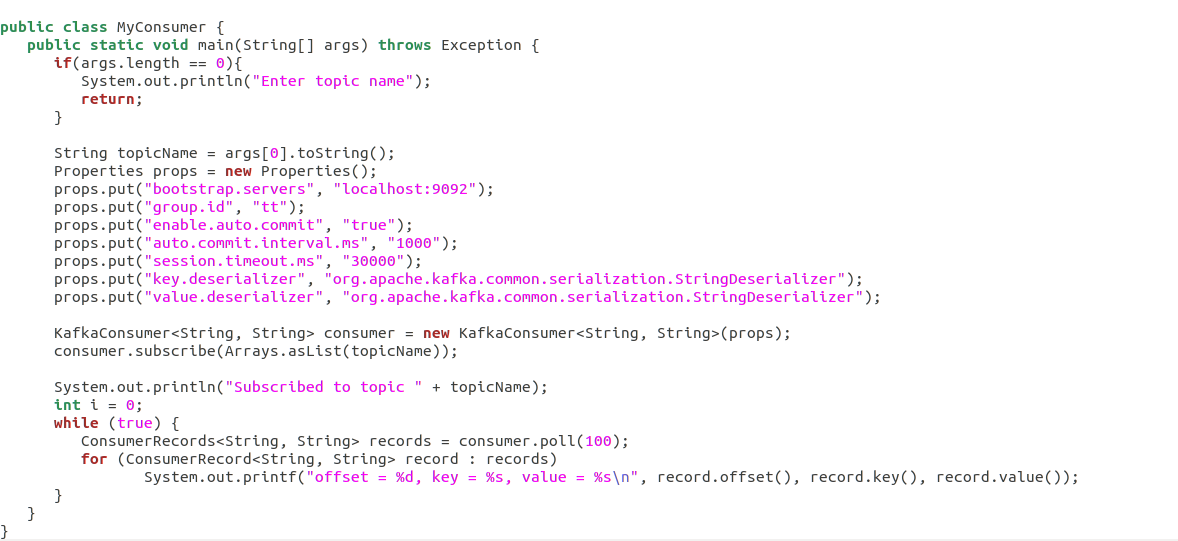 public class MyConsumer {
   public static void main(String[] args) throws Exception {
      if(args.length == 0){
         System.out.println("Enter topic name");
         return;
      }

      String topicName = args[0].toString();
      Properties props = new Properties();
      props.put("bootstrap.servers", "localhost:9092");
      props.put("group.id", "tt");
      props.put("enable.auto.commit", "true");
      props.put("auto.commit.interval.ms", "1000");
      props.put("session.timeout.ms", "30000");
      props.put("key.deserializer", "org.apache.kafka.common.serialization.StringDeserializer");
      props.put("value.deserializer", "org.apache.kafka.common.serialization.StringDeserializer");

      KafkaConsumer<String, String> consumer = new KafkaConsumer<String, String>(props);
      consumer.subscribe(Arrays.asList(topicName));

      System.out.println("Subscribed to topic " + topicName);
      int i = 0;
      while (true) {
         ConsumerRecords<String, String> records = consumer.poll(100);
         for (ConsumerRecord<String, String> record : records)
                System.out.printf("offset = %d, key = %s, value = %s\n", record.offset(), record.key(), record.value());
      }
   }
}